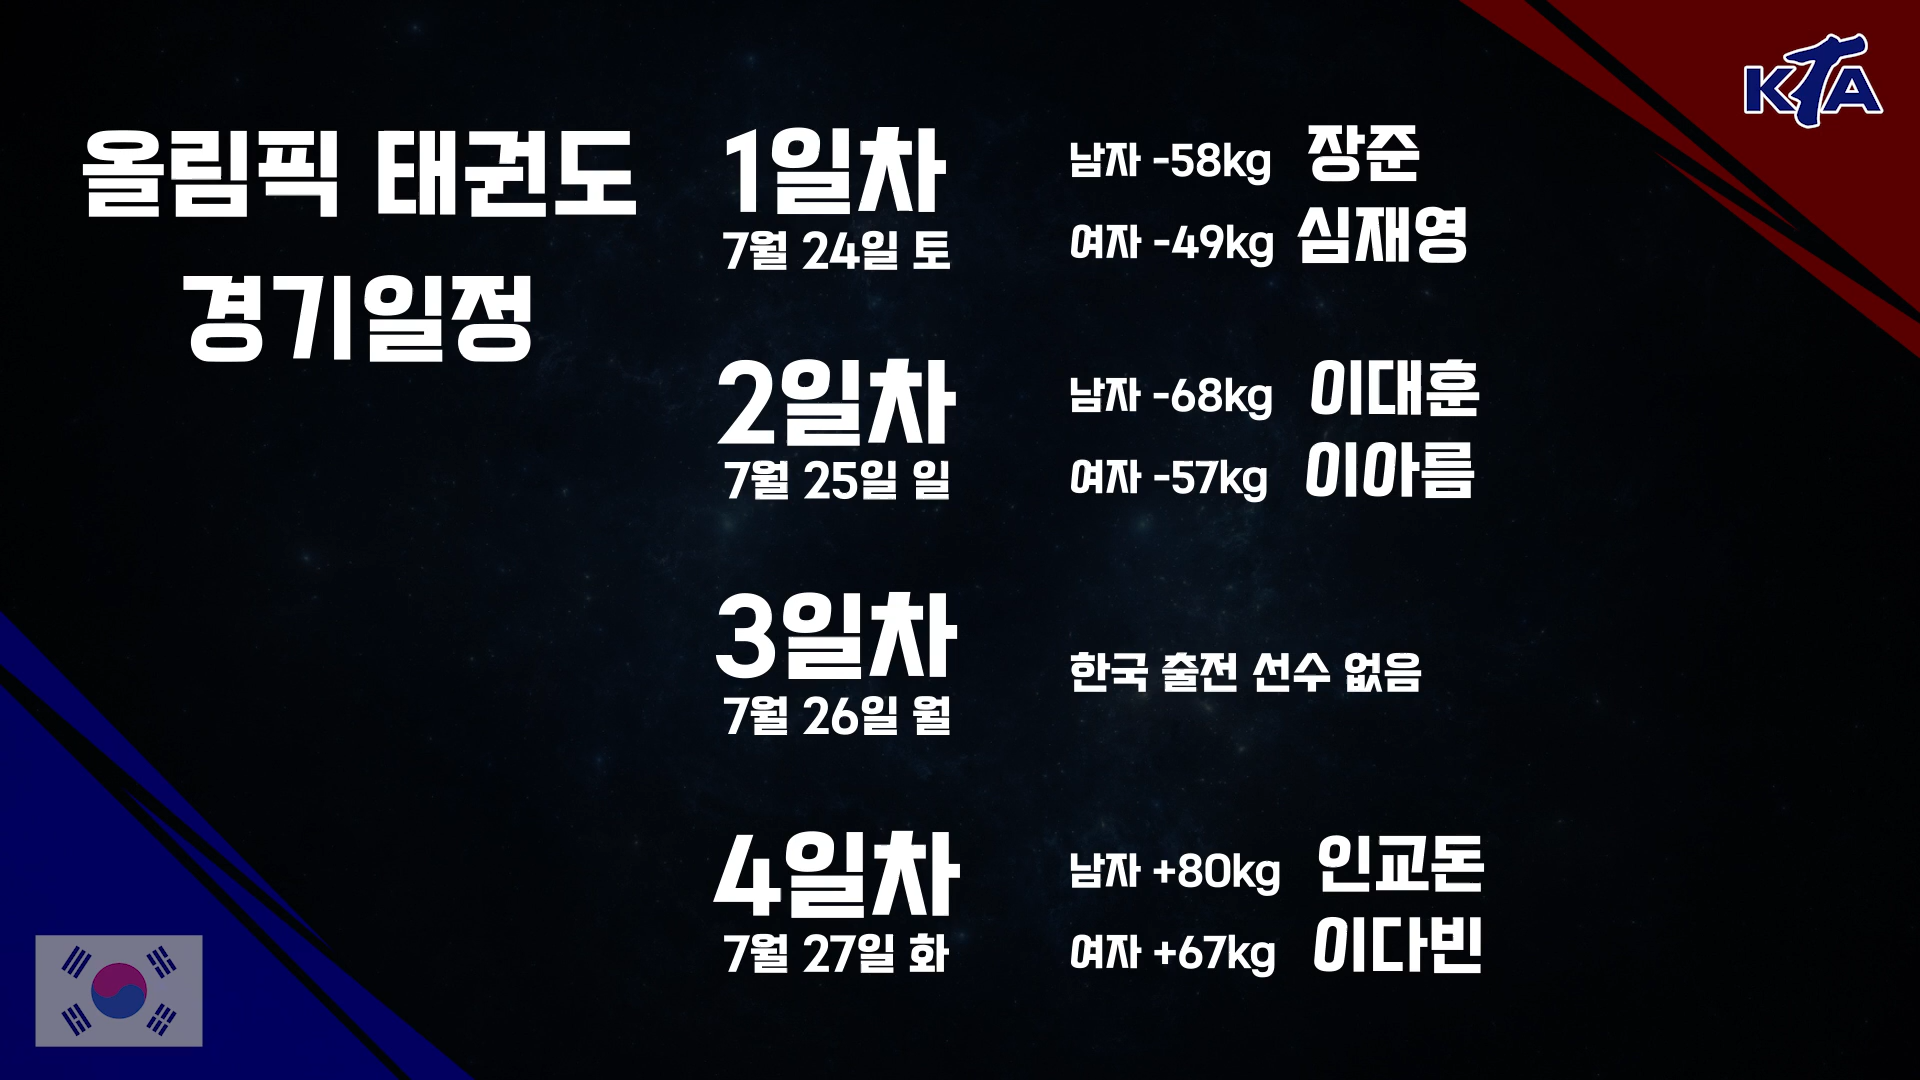 올림픽 태권도
경기일정
KTA
1일차
7월 24일 토
남자 -58kg 장준
여자 -49kg 심재영
2일차
7월 25일 일
남자 -68kg 이대훈
여자 -57kg 이아름
3일차
7월 26일 월
한국 출전 선수 없음
4일차
7월 27일 화
남자 +80kg 인교돈
여자 +67kg 이다빈